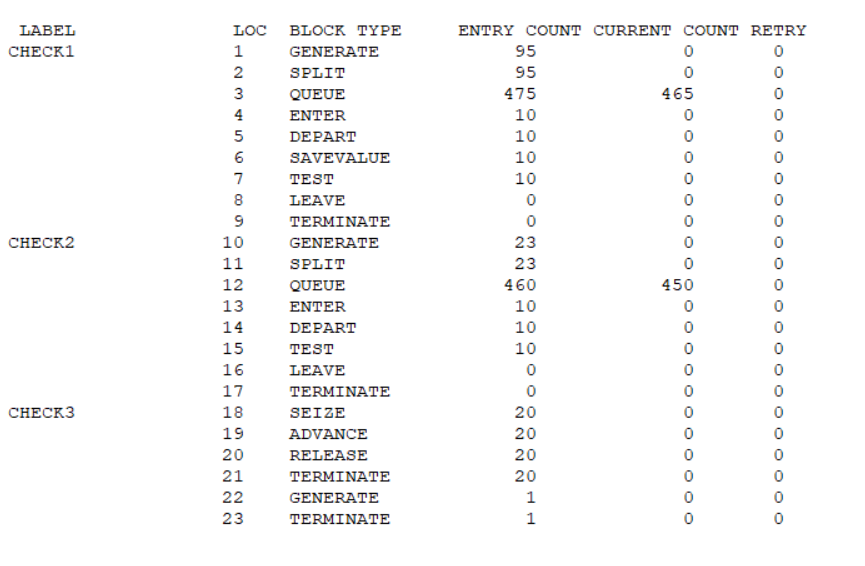 LABEL LOC BLOCK TYPE ENTRY COUNT CURRENT COUNT RETRY
CHECK1 1 GENERATE 95 0 0
2 SPLIT 95 0 0
3 QUEUE 475 465 0
4 ENTER 10 0 0
5 DEPART 10 0 0
6 SAVEVALUE 10 0 0
7 TEST 10 0 0
8 LEAVE 0 0 0
9 TERMINATE 0 0 0
CHECK2 10 GENERATE 23 0 0
11 SPLIT 23 0 0
12 QUEUE 460 450 0
13 ENTER 10 0 0
14 DEPART 10 0 0
15 TEST 10 0 0
16 LEAVE 0 0 0
17 TERMINATE 0 0 0
CHECK3 18 SEIZE 20 0 0
19 ADVANCE 20 0 0
20 RELEASE 20 0 0
21 TERMINATE 20 0 0
22 GENERATE 1 0 0
23 TERMINATE 1 0 0